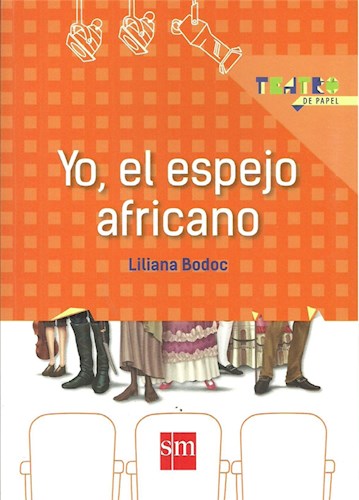 TEATRO
DE PAPEL
Yo, el espejo
africano
Liliana Bodoc
sm